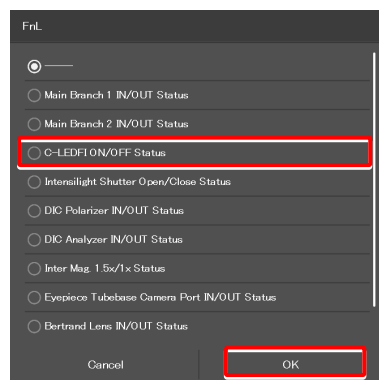 FnL
———
Main Branch 1 IN/OUT Status
Main Branch 2 IN/OUT Status
C-LEDFI ON/OFF Status
Intensilight Shutter Open/Close Status
DIC Polarizer IN/OUT Status
DIC Analyzer IN/OUT Status
Inter Mag. 1.5x/1x Status
Eyepiece Tubebase Camera Port IN/OUT Status
Bertrand Lens IN/OUT Status
Cancel OK